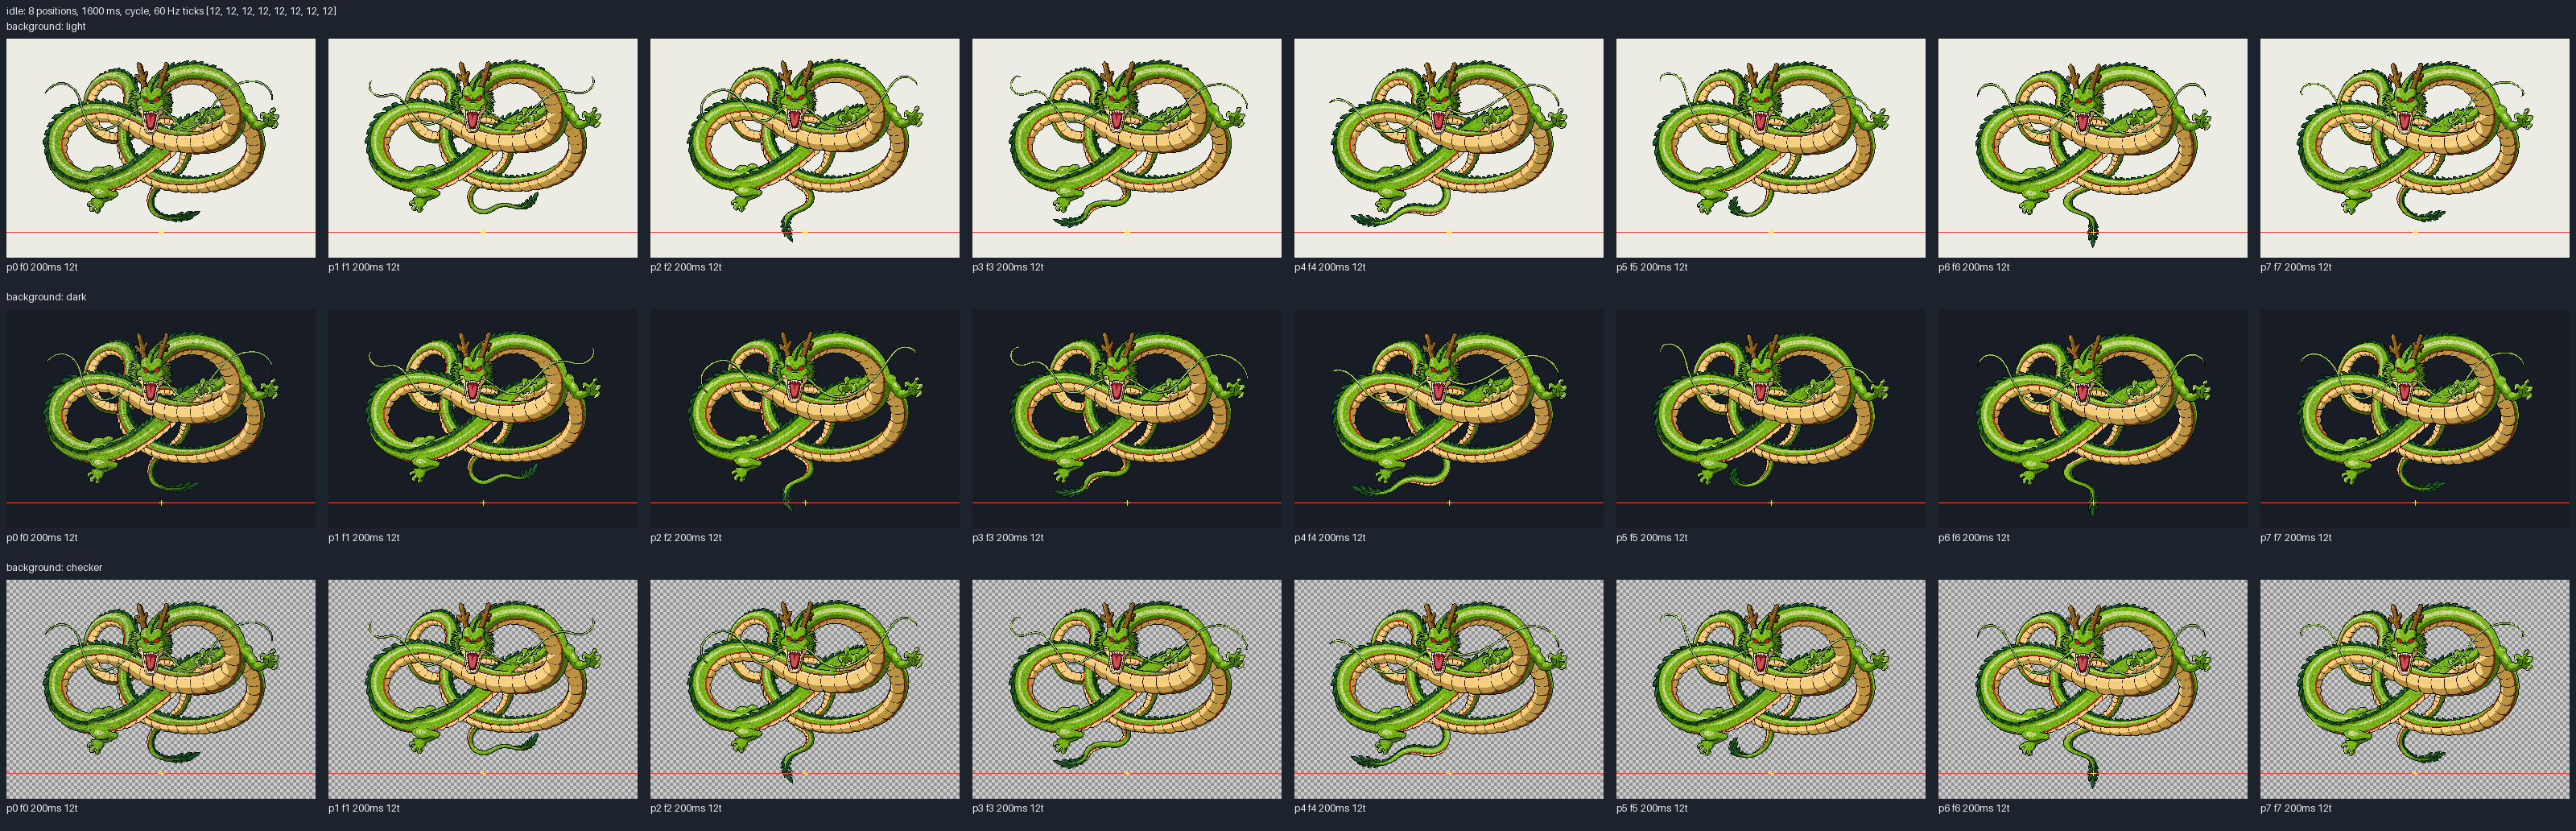 idle: 8 positions, 1600 ms, cycle, 60 Hz ticks [12, 12, 12, 12, 12, 12, 12, 12]
background: light
p0 f0 200ms 12t p1 f1 200ms 12t p2 f2 200ms 12t p3 f3 200ms 12t p4 f4 200ms 12t p5 f5 200ms 12t p6 f6 200ms 12t p7 f7 200ms 12t
background: dark
p0 f0 200ms 12t p1 f1 200ms 12t p2 f2 200ms 12t p3 f3 200ms 12t p4 f4 200ms 12t p5 f5 200ms 12t p6 f6 200ms 12t p7 f7 200ms 12t
background: checker
p0 f0 200ms 12t p1 f1 200ms 12t p2 f2 200ms 12t p3 f3 200ms 12t p4 f4 200ms 12t p5 f5 200ms 12t p6 f6 200ms 12t p7 f7 200ms 12t